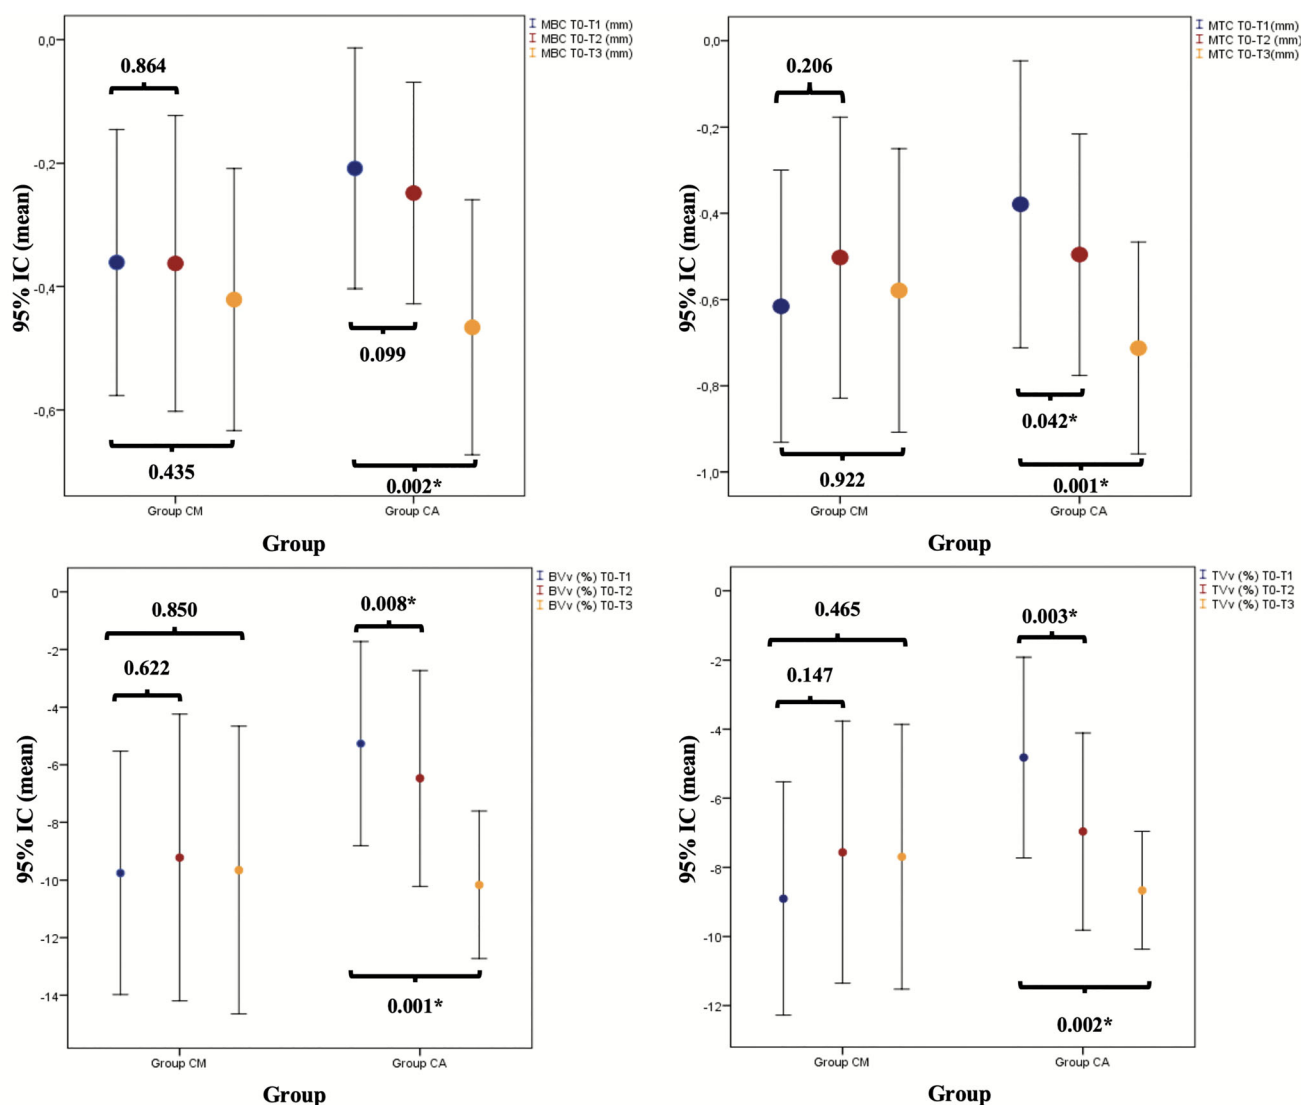 MBC T0-T1 (mm)
MBC T0-T2 (mm)
MBC T0-T3 (mm)
0,0
-0,2
-0,4
-0,6
95% IC (mean)
0.864
0.099
0.435
0.002*
Group CM
Group CA
Group
MTC T0-T1(mm)
MTC T0-T2 (mm)
MTC T0-T3(mm)
0,0
-0,2
-0,4
-0,6
-0,8
-1,0
95% IC (mean)
0.206
0.042*
0.922
0.001*
Group CM
Group CA
Group
BVv (%) T0-T1
BVv (%) T0-T2
BVv (%) T0-T3
0
-2
-4
-6
-8
-10
-12
-14
95% IC (mean)
0.850
0.008*
0.622
0.001*
Group CM
Group CA
Group
TVv (%) T0-T1
TVv (%) T0-T2
TVv (%) T0-T3
0
-2
-4
-6
-8
-10
-12
95% IC (mean)
0.465
0.003*
0.147
0.002*
Group CM
Group CA
Group